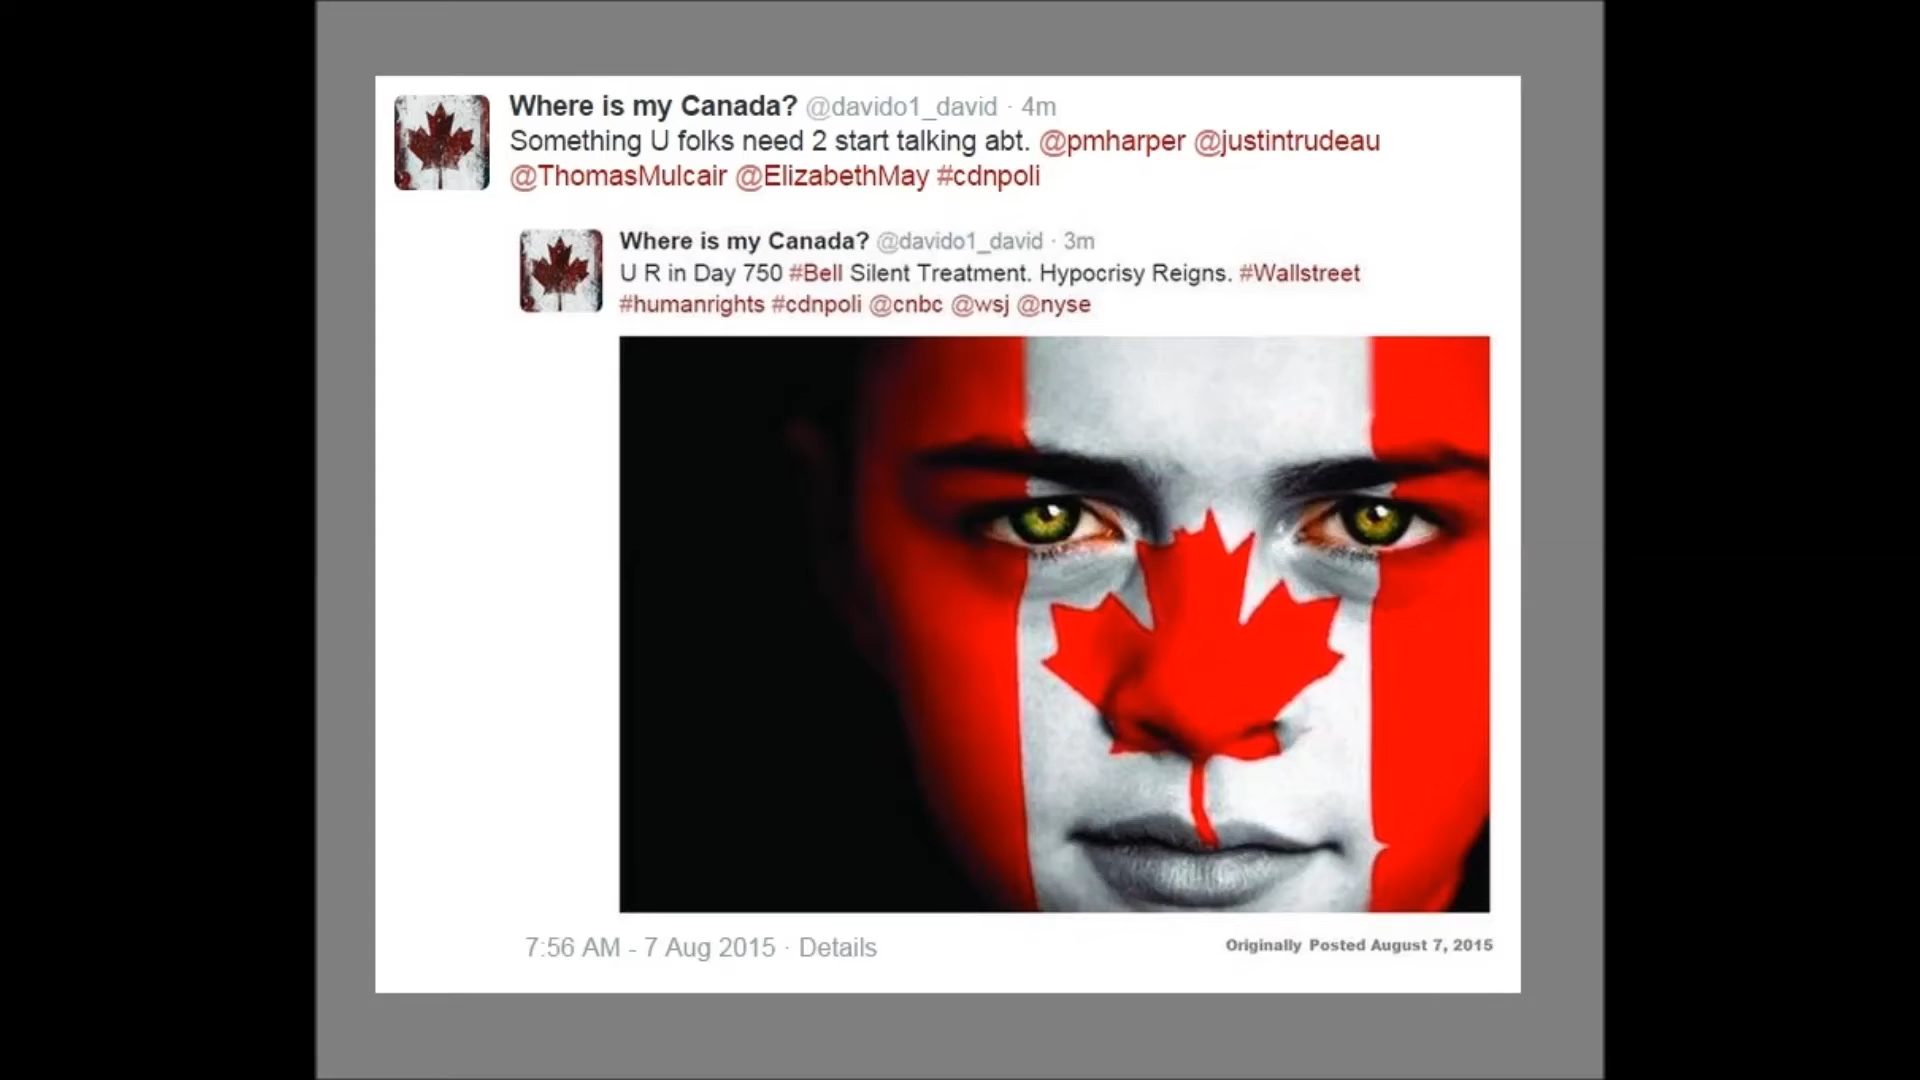 Where is my Canada? @davido1_david · 4m
Something U folks need 2 start talking abt. @pmharper @justintrudeau
@ThomasMulcair @ElizabethMay #cdnpoli
Where is my Canada? @davido1_david · 3m
U R in Day 750 #Bell Silent Treatment. Hypocrisy Reigns. #Wallstreet
#humanrights #cdnpoli @cnbc @wsj @nyse
7:56 AM - 7 Aug 2015 · Details
Originally Posted August 7, 2015